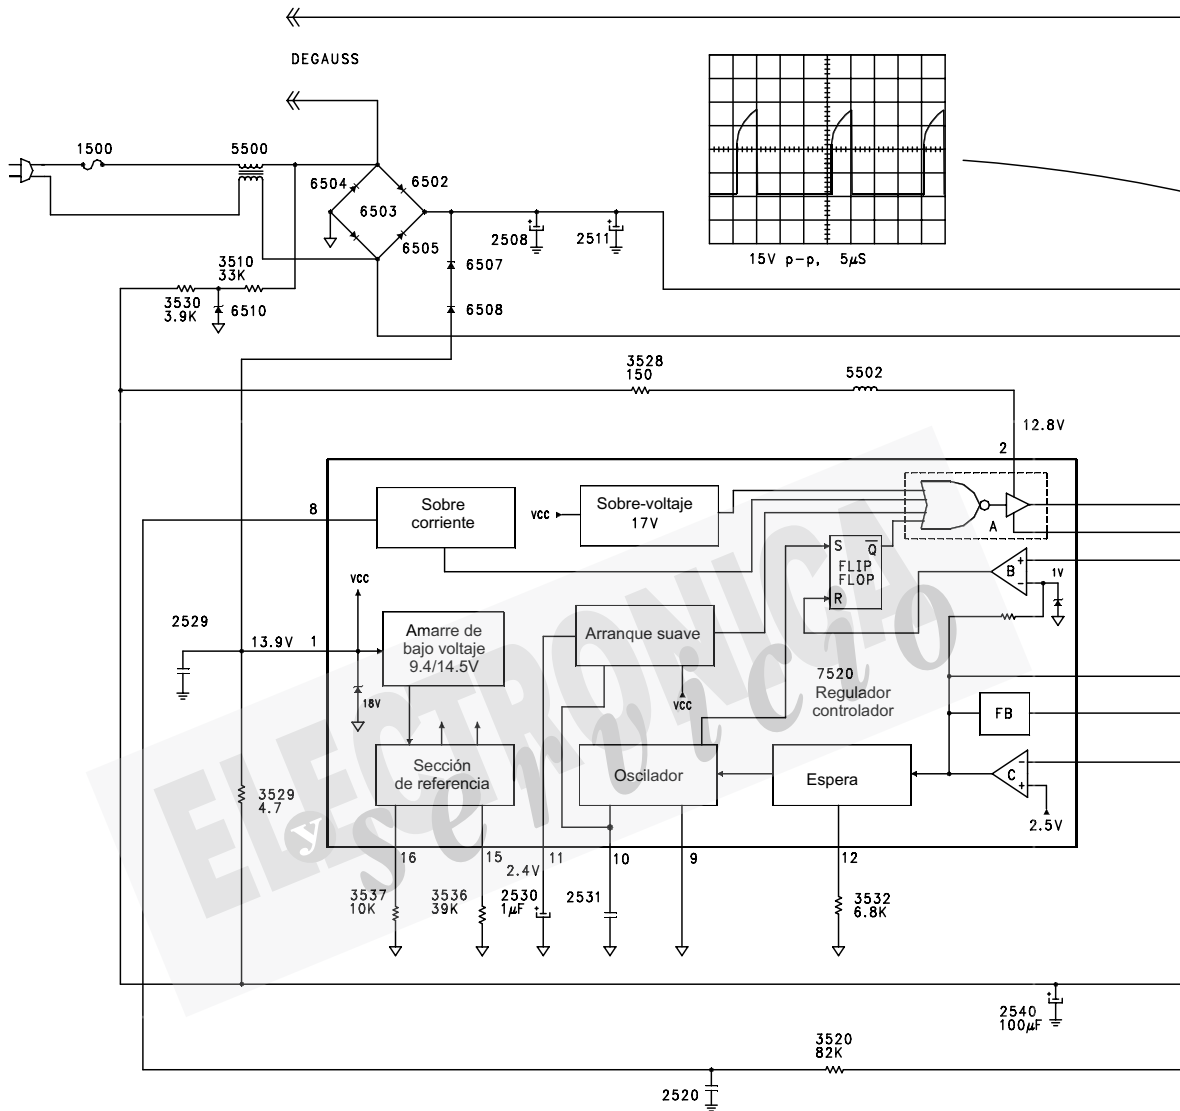 DEGAUSS
1500
5500
6504
6502
6503
6505
2508
2511
15V p-p, 5µS
3510
33K
6507
3530
3.9K
6510
6508
3528
150
5502
12.8V
2
8
Sobre
corriente
VCC
Sobre-voltaje
17V
A
S
Q
FLIP
FLOP
R
B
+
-
1V
VCC
2529
13.9V
1
Amarre de
bajo voltaje
9.4/14.5V
Arranque suave
18V
VCC
7520
Regulador
controlador
FB
Sección
de referencia
Oscilador
Espera
C
-
+
2.5V
3529
4.7
16
15
2.4V
11
10
9
12
3537
10K
3536
39K
2530
1µF
2531
3532
6.8K
2540
100µF
3520
82K
2520
ELECTRONICA
y servicio